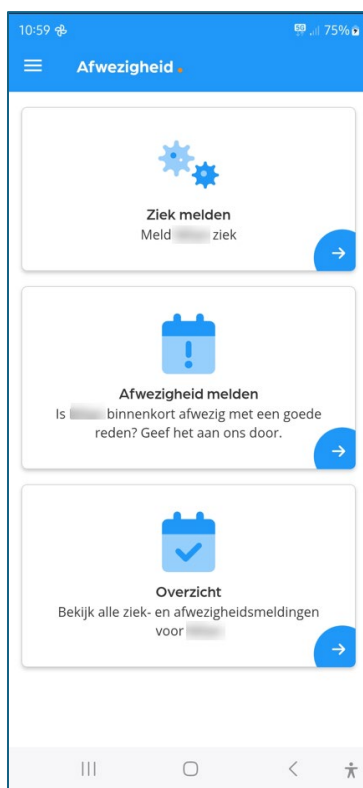 10:59
5G 75%
Afwezigheid.
Ziek melden
Meld ziek
Afwezigheid melden
Is binnenkort afwezig met een goede
reden? Geef het aan ons door.
Overzicht
Bekijk alle ziek- en afwezigheidsmeldingen
voor